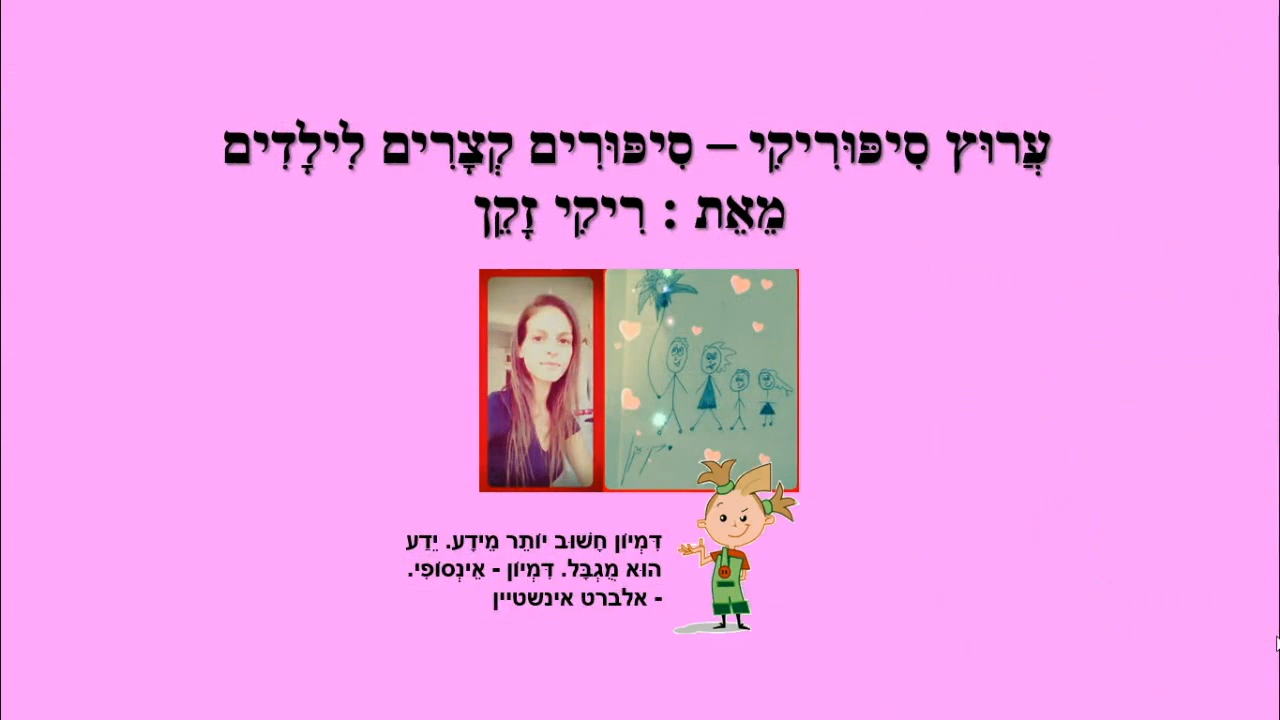 עֲרוּץ סִיפּוּרִיקִי – סִיפּוּרִים קְצָרִים לִילָדִים
מֵאֵת : רִיקִי זָקֵן
דִּמְיוֹן חָשׁוּב יוֹתֵר מֵידָע. יֵדַע
הוּא מֻגְבָּל. דִּמְיוֹן - אֵינְסוֹפִי.
- אלברט אינשטיין